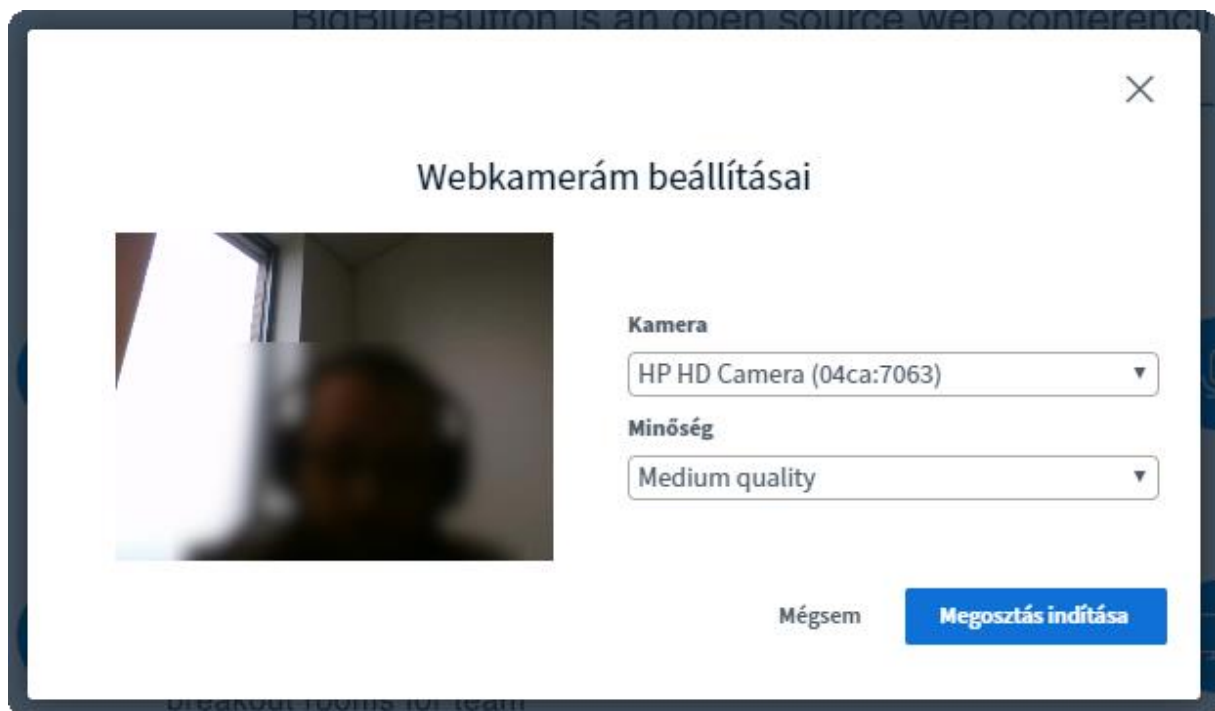 BigBlueButton is an open source web conferencin
Webkamerám beállításai
Kamera
HP HD Camera (04ca:7063)
Minőség
Medium quality
Mégsem
Megosztás indítása
breakout rooms for team